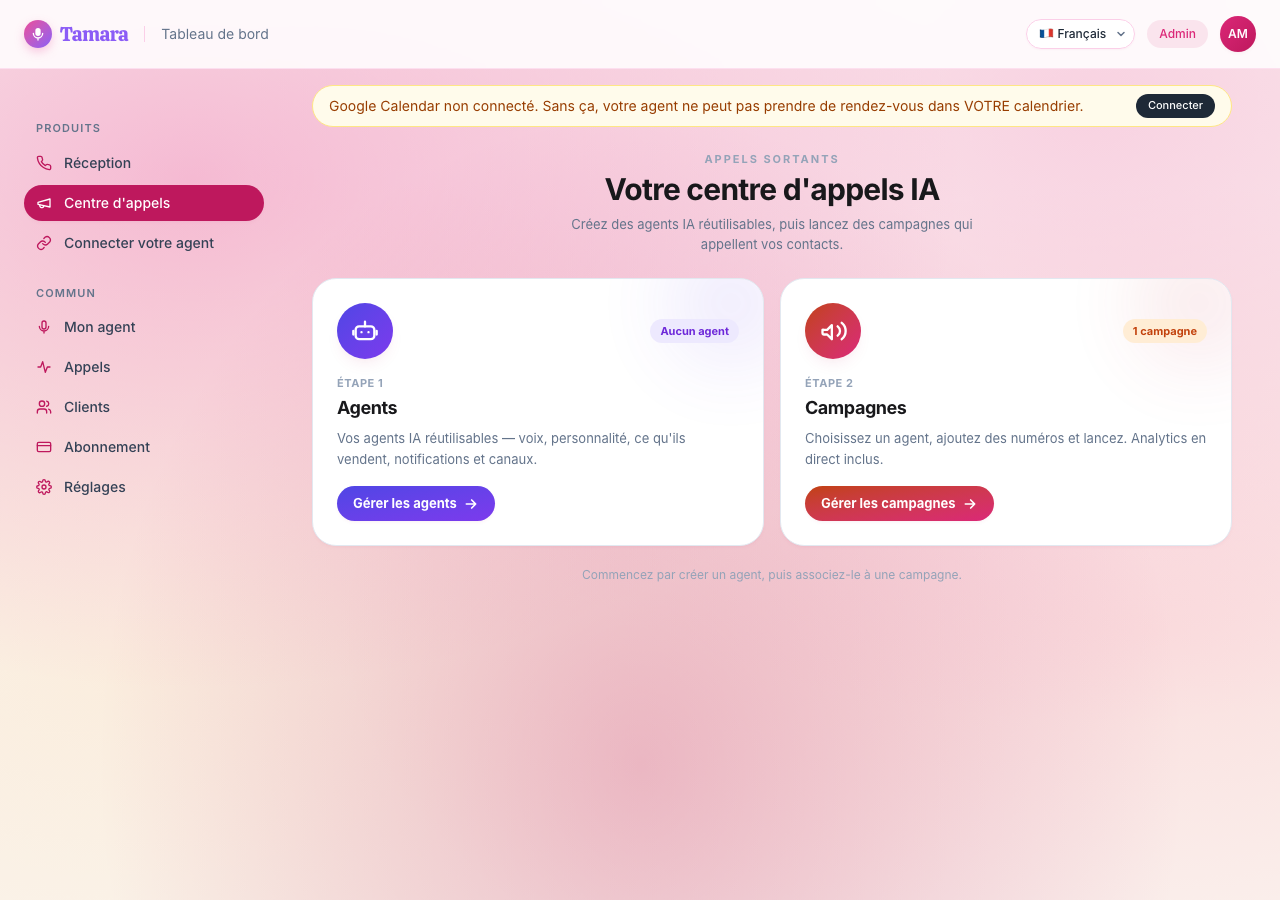 Tamara
Tableau de bord
Français
Admin
AM
PRODUITS
Réception
Centre d'appels
Connecter votre agent
COMMUN
Mon agent
Appels
Clients
Abonnement
Réglages
Google Calendar non connecté. Sans ça, votre agent ne peut pas prendre de rendez-vous dans VOTRE calendrier.
Connecter
APPELS SORTANTS
Votre centre d'appels IA
Créez des agents IA réutilisables, puis lancez des campagnes qui
appellent vos contacts.
Aucun agent
ÉTAPE 1
Agents
Vos agents IA réutilisables — voix, personnalité, ce qu'ils
vendent, notifications et canaux.
Gérer les agents
1 campagne
ÉTAPE 2
Campagnes
Choisissez un agent, ajoutez des numéros et lancez. Analytics en
direct inclus.
Gérer les campagnes
Commencez par créer un agent, puis associez-le à une campagne.